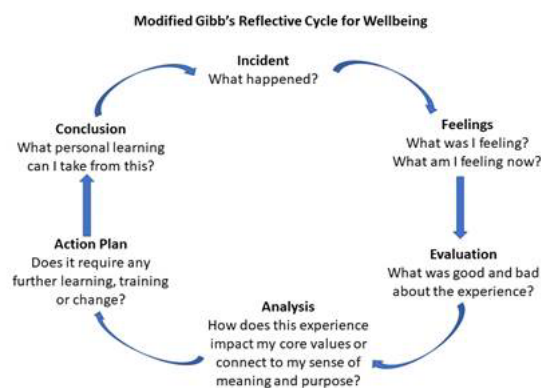 Modified Gibb's Reflective Cycle for Wellbeing
Incident
What happened?
Feelings
What was I feeling?
What am I feeling now?
Evaluation
What was good and bad
about the experience?
Analysis
How does this experience
impact my core values or
connect to my sense of
meaning and purpose?
Action Plan
Does it require any
further learning, training
or change?
Conclusion
What personal learning
can I take from this?